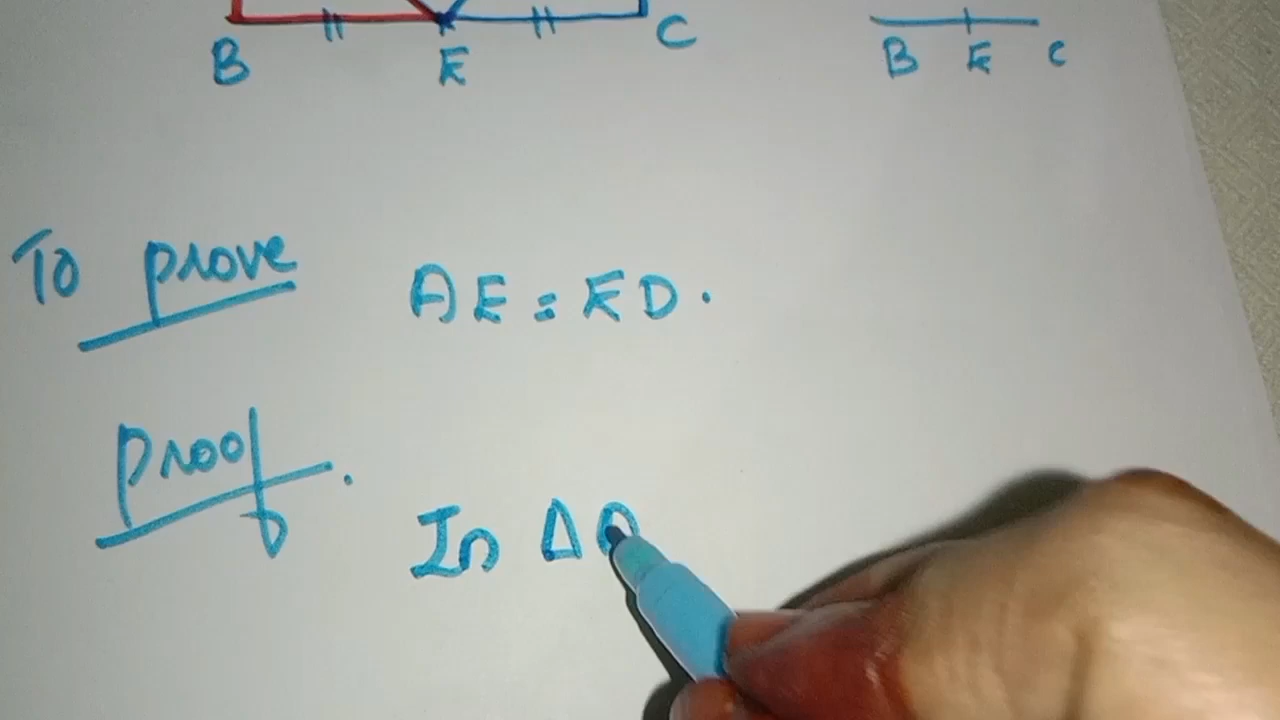 B E C
B E C
To prove AE = ED.
Proof.
In Δ A